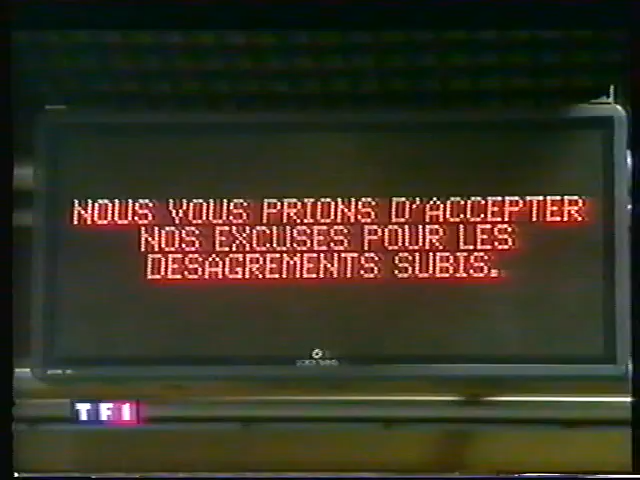 NOUS VOUS PRIONS D'ACCEPTER
NOS EXCUSES POUR LES
DESAGREMENTS SUBIS.
TF1